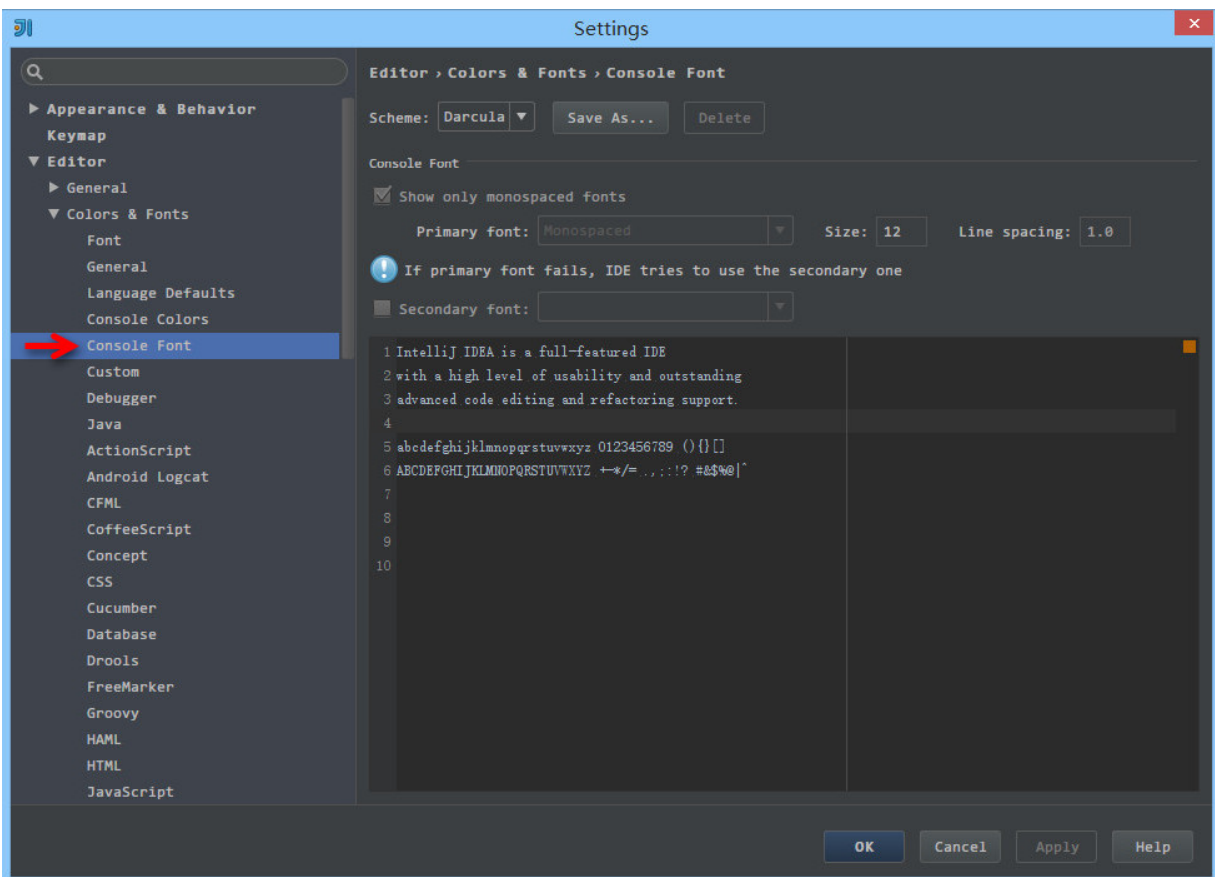 Settings
Editor › Colors & Fonts › Console Font
Appearance & Behavior
Keymap
Editor
General
Colors & Fonts
Font
General
Language Defaults
Console Colors
Console Font
Custom
Debugger
Java
ActionScript
Android Logcat
CFML
CoffeeScript
Concept
CSS
Cucumber
Database
Drools
FreeMarker
Groovy
HAML
HTML
JavaScript
Scheme: Darcula Save As... Delete
Console Font
Show only monospaced fonts
Primary font: Monospaced Size: 12 Line spacing: 1.0
If primary font fails, IDE tries to use the secondary one
Secondary font:
1 IntelliJ IDEA is a full-featured IDE
2 with a high level of usability and outstanding
3 advanced code editing and refactoring support.
4
5 abcdefghijklmnopqrstuvwxyz 0123456789 (){}[]
6 ABCDEFGHIJKLMNOPQRSTUVWXYZ +-*/= .,;:!? #&$%@|^
7
8
9
10
OK Cancel Apply Help